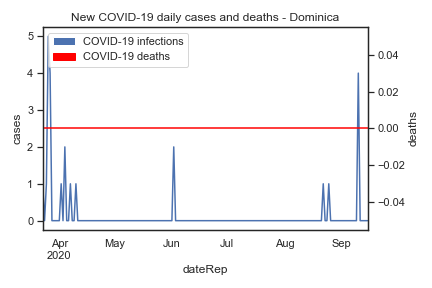 New COVID-19 daily cases and deaths - Dominica
COVID-19 infections
COVID-19 deaths
5
4
3
2
1
0
cases
0.04
0.02
0.00
−0.02
−0.04
deaths
Apr May Jun Jul Aug Sep
2020
dateRep